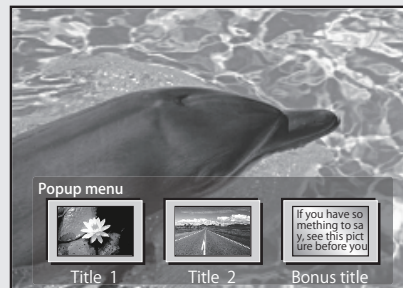 Popup menu
If you have so
mething to sa
y, see this pict
ure before you
Title 1
Title 2
Bonus title